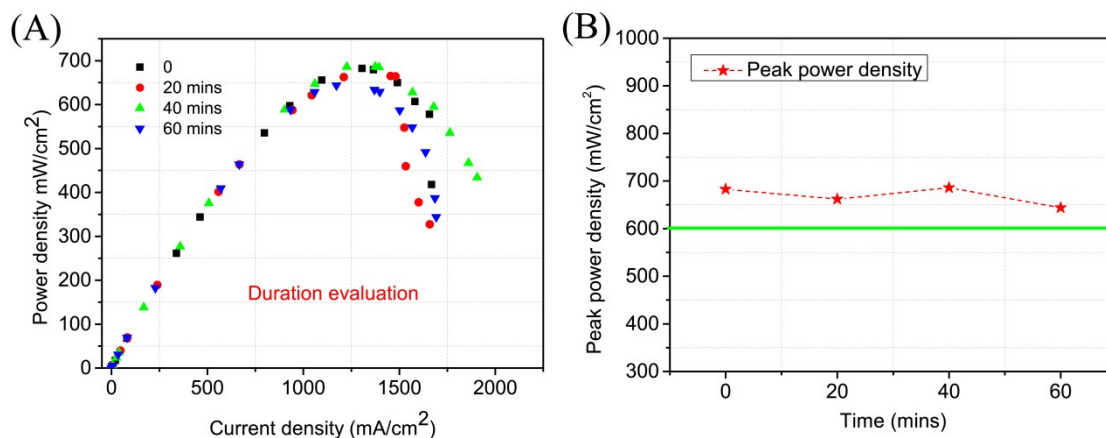 (A)
Power density mW/cm²
700
600
500
400
300
200
100
0
0
20 mins
40 mins
60 mins
Duration evaluation
0 500 1000 1500 2000
Current density (mA/cm²)
(B)
Peak power density (mW/cm²)
1000
900
800
700
600
500
400
300
Peak power density
0 20 40 60
Time (mins)